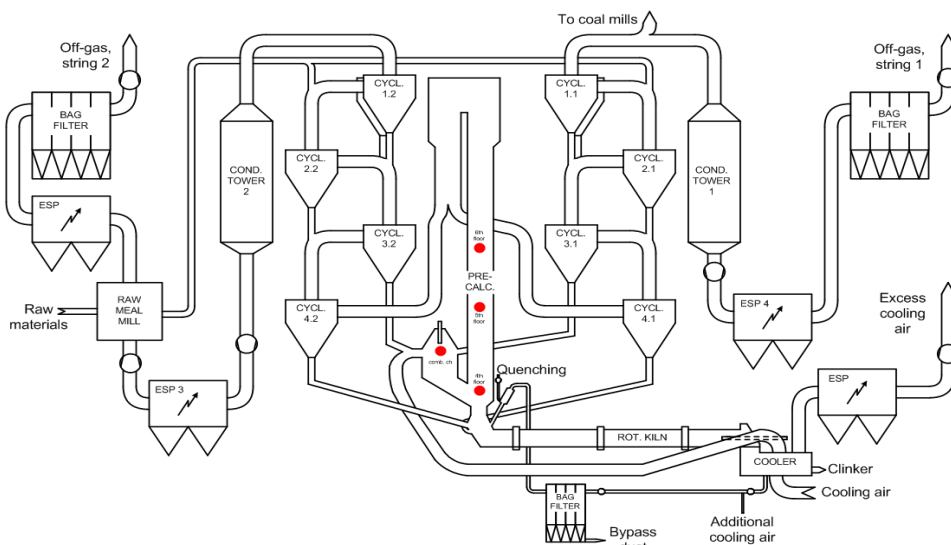 To coal mills
Off-gas,
string 2
Off-gas,
string 1
CYCL.
1.2
CYCL.
1.1
BAG
FILTER
BAG
FILTER
CYCL.
2.2
CYCL.
2.1
COND.
TOWER
2
COND.
TOWER
1
ESP
CYCL.
3.2
CYCL.
3.1
6th
floor
PRE-
CALC.
RAW
MEAL
MILL
Raw
materials
CYCL.
4.2
5th
floor
CYCL.
4.1
ESP 4
Excess
cooling
air
comb. ch
4th
floor
Quenching
ESP 3
ESP
ROT. KILN
COOLER
Clinker
Cooling air
BAG
FILTER
Additional
cooling air
Bypass
dust